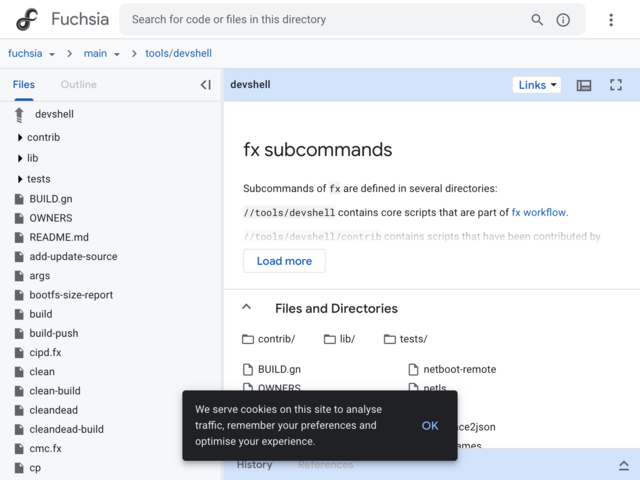 Fuchsia
Search for code or files in this directory
fuchsia
main
tools/devshell
Files
Outline
devshell
contrib
lib
tests
BUILD.gn
OWNERS
README.md
add-update-source
args
bootfs-size-report
build
build-push
cipd.fx
clean
clean-build
cleandead
cleandead-build
cmc.fx
cp
devshell
Links
fx subcommands
Subcommands of fx are defined in several directories:
//tools/devshell contains core scripts that are part of fx workflow.
//tools/devshell/contrib contains scripts that have been contributed by
Load more
Files and Directories
contrib/
lib/
tests/
BUILD.gn
netboot-remote
OWNERS
netls
We serve cookies on this site to analyse
traffic, remember your preferences and
optimise your experience.
OK
History
References